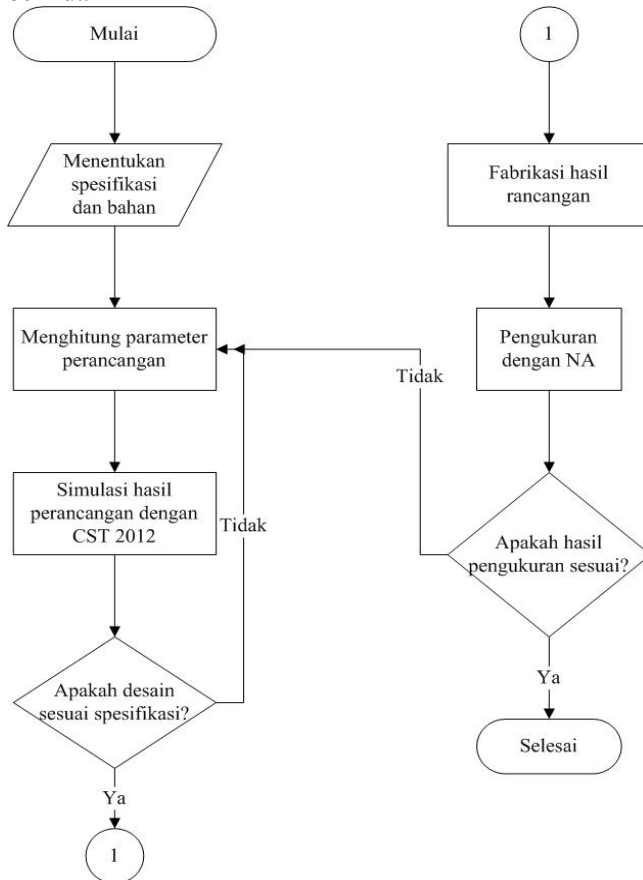 Mulai
Menentukan
spesifikasi
dan bahan
Menghitung parameter
perancangan
Simulasi hasil
perancangan dengan
CST 2012
Tidak
Apakah desain
sesuai spesifikasi?
Ya
1
1
Fabrikasi hasil
rancangan
Pengukuran
dengan NA
Tidak
Apakah hasil
pengukuran sesuai?
Ya
Selesai